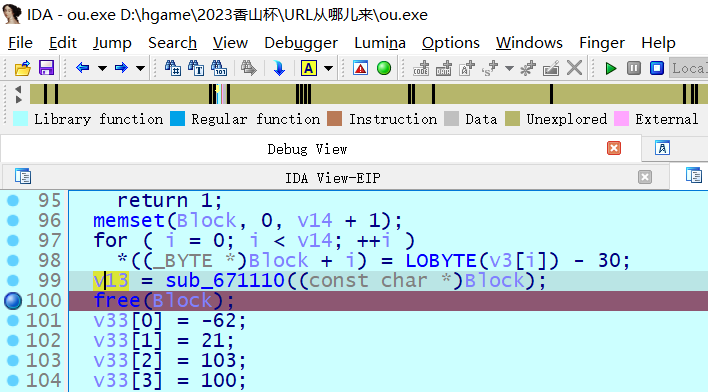 IDA - ou.exe D:\hgame\2023香山杯\URL从哪儿来\ou.exe
File Edit Jump Search View Debugger Lumina Options Windows Finger Help
Local
Library function Regular function Instruction Data Unexplored External
Debug View
IDA View-EIP
95 return 1;
96 memset(Block, 0, v14 + 1);
97 for ( i = 0; i < v14; ++i )
98 *((_BYTE *)Block + i) = LOBYTE(v3[i]) - 30;
99 v13 = sub_671110((const char *)Block);
100 free(Block);
101 v33[0] = -62;
102 v33[1] = 21;
103 v33[2] = 103;
104 v33[3] = 100;